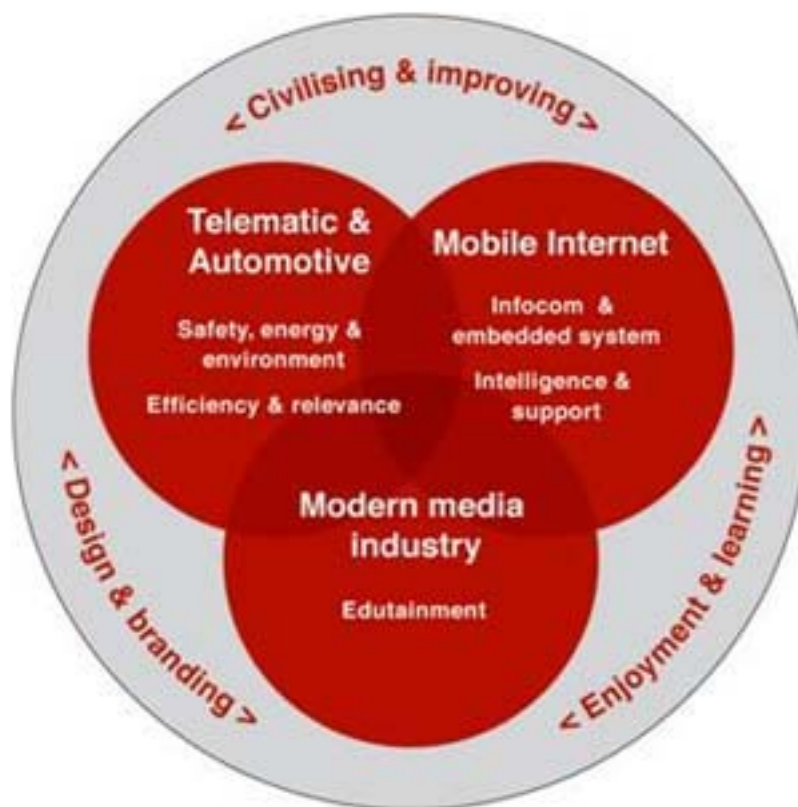 < Civilising & improving >
Telematic &
Automotive
Safety, energy &
environment
Efficiency & relevance
Mobile Internet
Infocom &
embedded system
Intelligence &
support
Modern media
industry
Edutainment
< Design & branding >
< Enjoyment & learning >